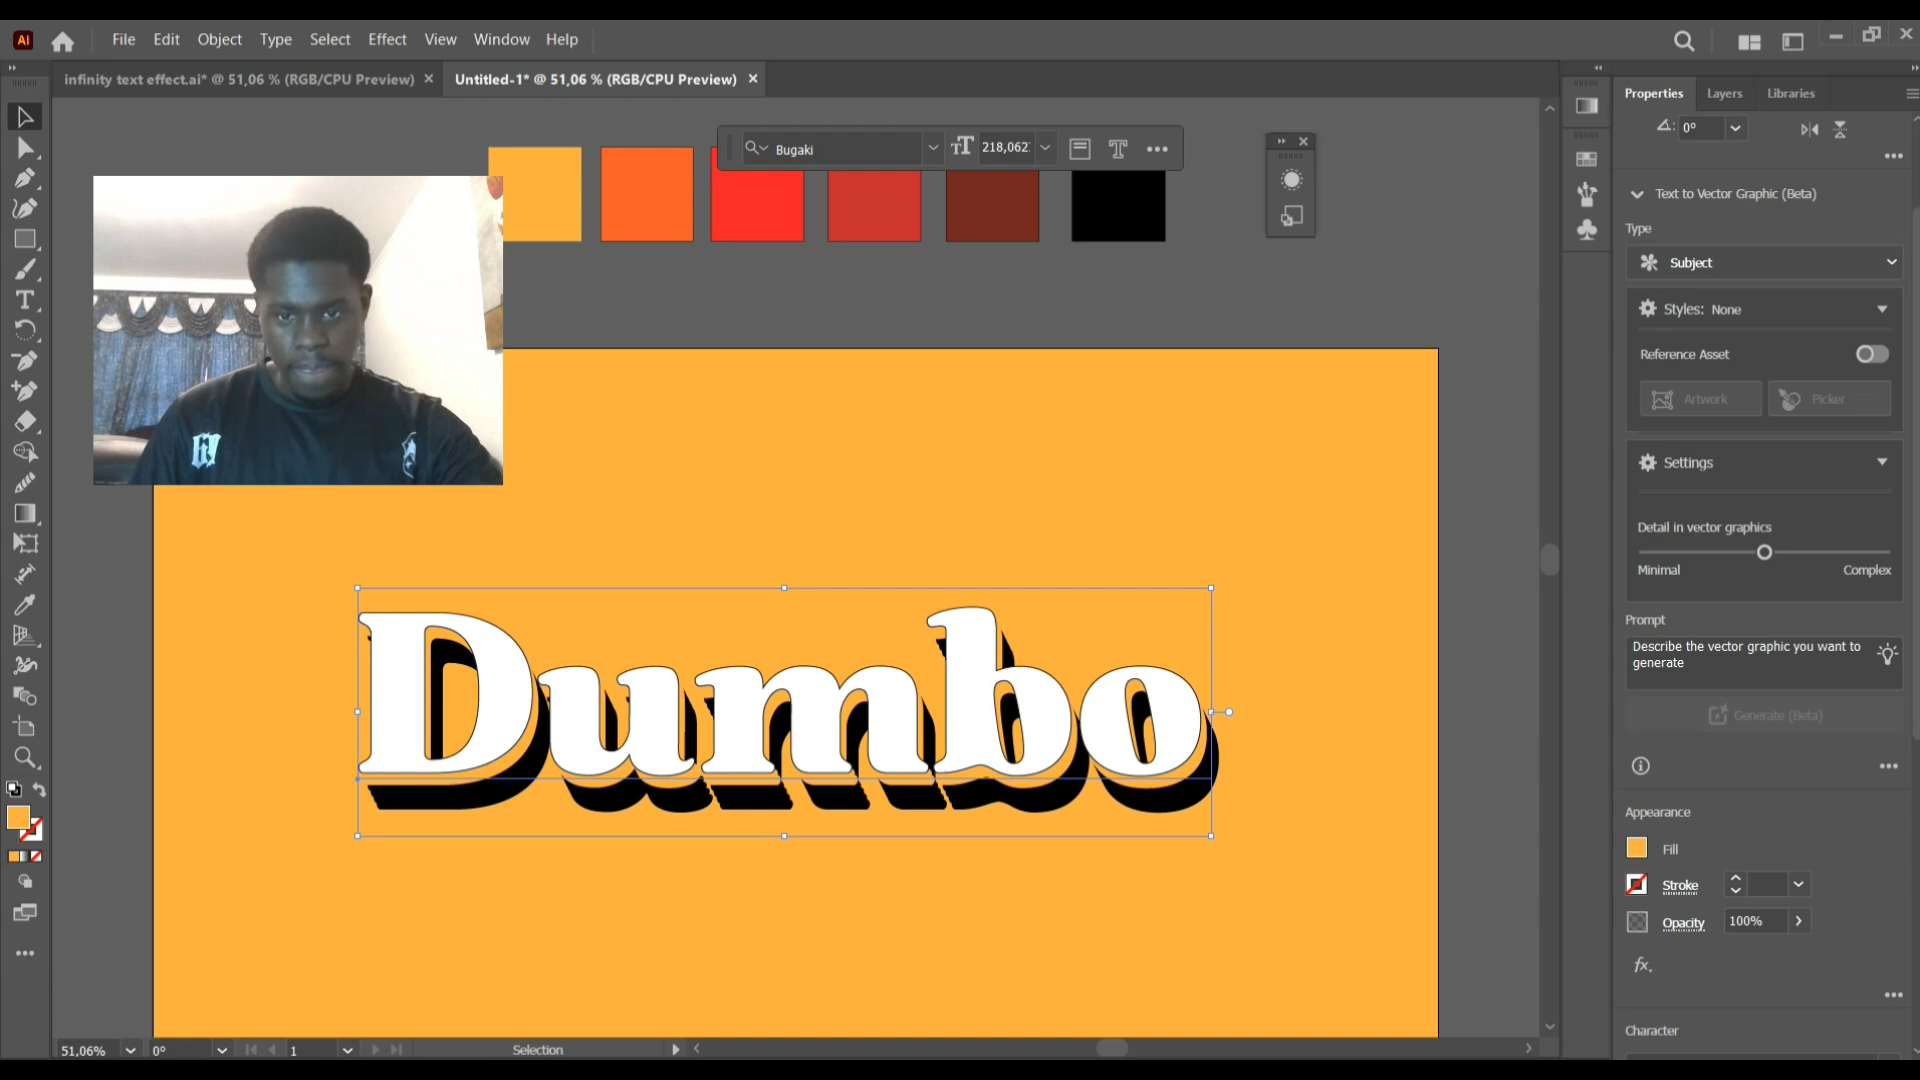 Ai
File Edit Object Type Select Effect View Window Help
infinity text effect.ai* @ 51,06 % (RGB/CPU Preview)
Untitled-1* @ 51,06 % (RGB/CPU Preview)
Properties Layers Libraries
0°
Bugaki
218,062
Text to Vector Graphic (Beta)
Type
Subject
Styles: None
Reference Asset
Artwork
Picker
Settings
Detail in vector graphics
Minimal
Complex
Prompt
Describe the vector graphic you want to
generate
Generate (Beta)
Dumbo
Appearance
Fill
Stroke
Opacity
100%
fx.
Character
51,06%
0°
1
Selection